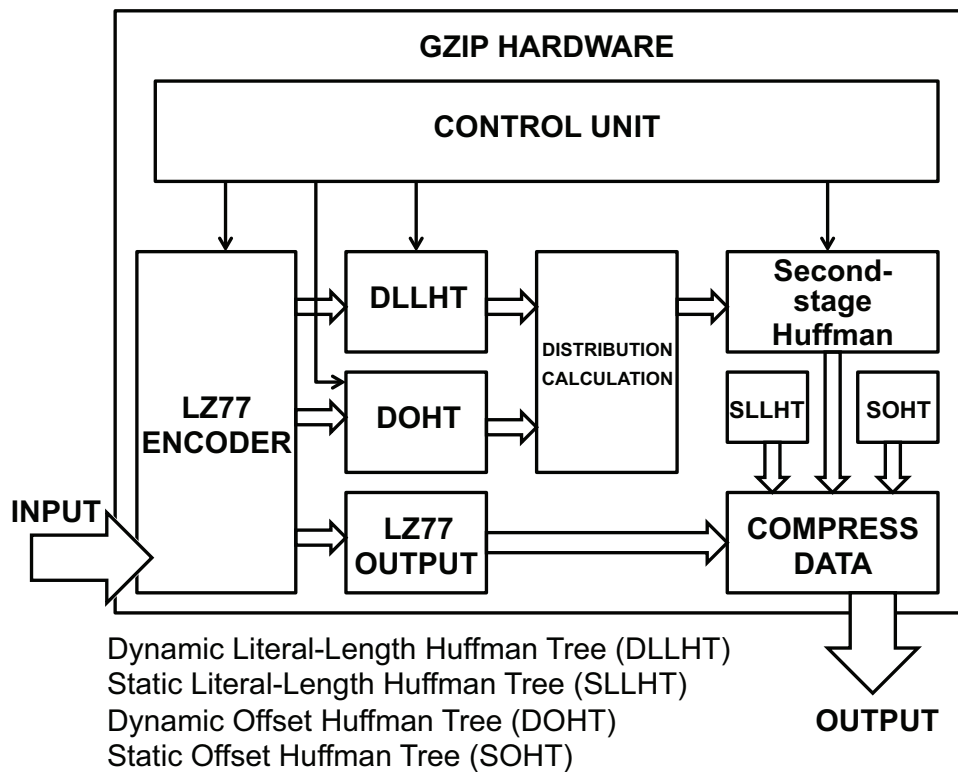 GZIP HARDWARE
CONTROL UNIT
DLLHT
Second-
stage
Huffman
DISTRIBUTION
CALCULATION
LZ77
ENCODER
DOHT
SLLHT
SOHT
INPUT
LZ77
OUTPUT
COMPRESS
DATA
Dynamic Literal-Length Huffman Tree (DLLHT)
Static Literal-Length Huffman Tree (SLLHT)
Dynamic Offset Huffman Tree (DOHT)
Static Offset Huffman Tree (SOHT)
OUTPUT